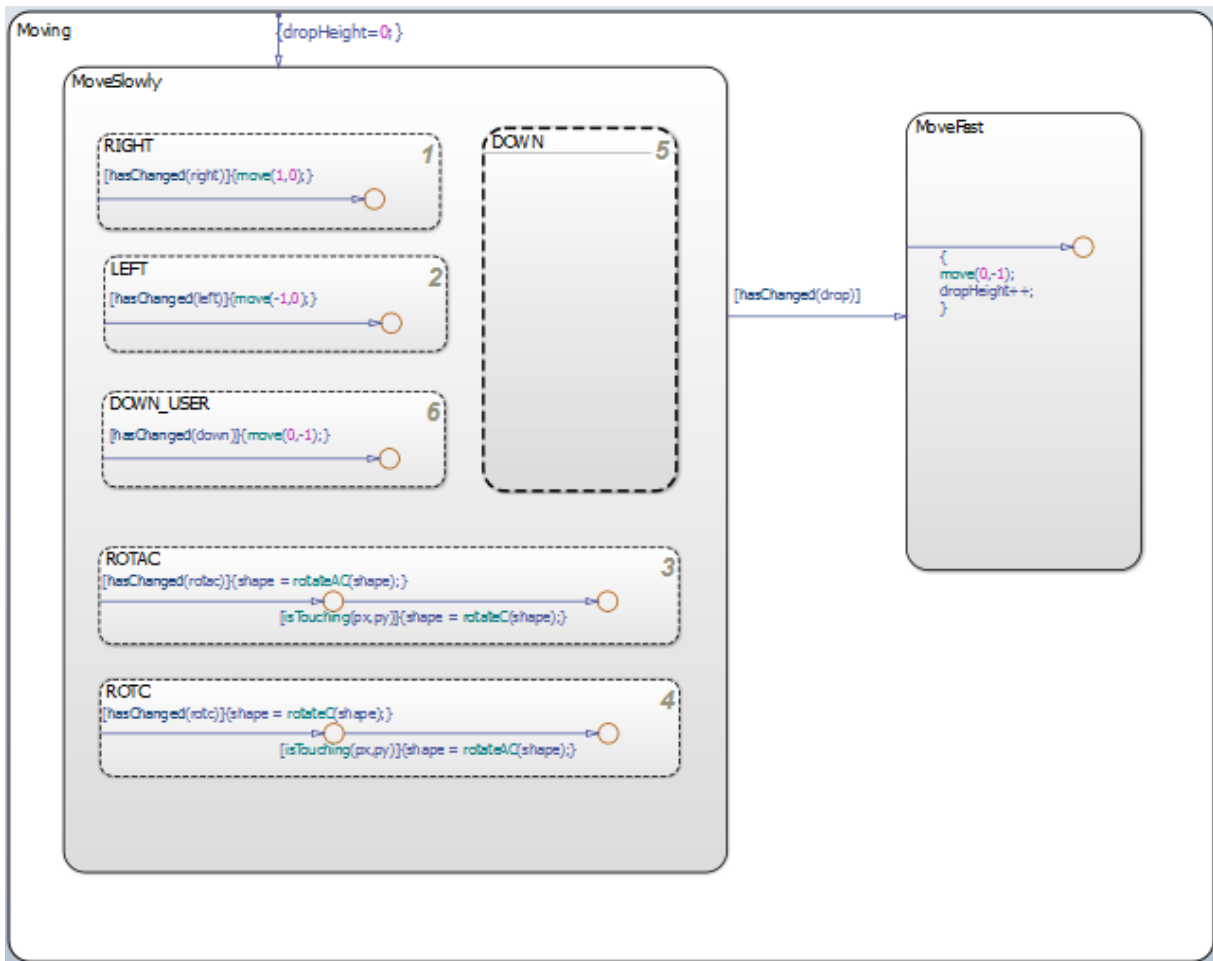 Moving
{dropHeight=0;}
MoveSlowly
RIGHT
1
[hasChanged(right)]{move(1,0);}
LEFT
2
[hasChanged(left)]{move(-1,0);}
DOWN_USER
6
[hasChanged(down)]{move(0,-1);}
DOWN
5
ROTAC
3
[hasChanged(rotac)]{shape = rotateAC(shape);}
[isTouching(px,py)]{shape = rotateC(shape);}
ROTC
4
[hasChanged(rotc)]{shape = rotateC(shape);}
[isTouching(px,py)]{shape = rotateAC(shape);}
[hasChanged(drop)]
MoveFast
{
move(0,-1);
dropHeight++;
}